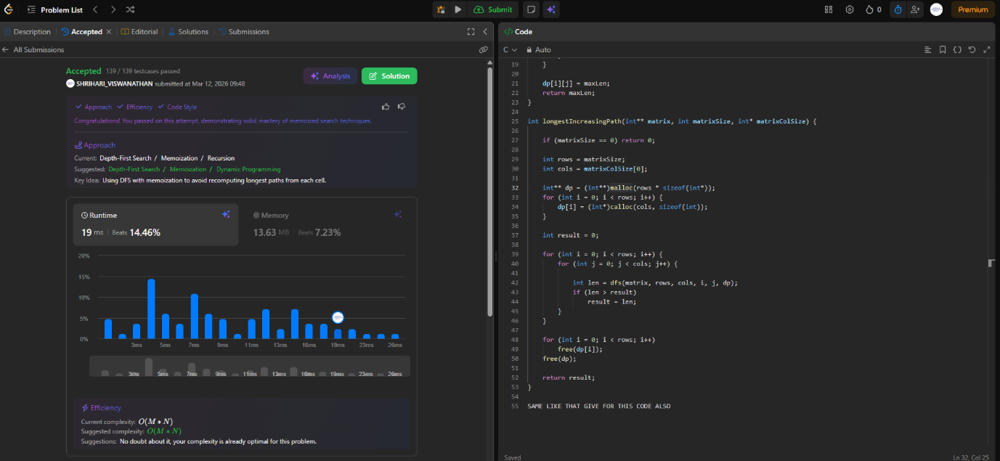 Problem List
Submit
0
Premium
Description
Accepted
Editorial
Solutions
Submissions
All Submissions
Accepted 139 / 139 testcases passed
SHRIHARI_VISWANATHAN submitted at Mar 12, 2026 09:48
Analysis
Solution
Approach Efficiency Code Style
Congratulations! You passed on this attempt, demonstrating solid mastery of memoized search techniques.
Approach
Current: Depth-First Search / Memoization / Recursion
Suggested: Depth-First Search / Memoization / Dynamic Programming
Key Idea: Using DFS with memoization to avoid recomputing longest paths from each cell.
Runtime
19 ms | Beats 14.46%
Memory
13.63 MB | Beats 7.23%
20%
15%
10%
5%
0%
3ms 5ms 7ms 9ms 11ms 13ms 16ms 19ms 23ms 26ms
3ms 5ms 7ms 9ms 11ms 13ms 16ms 19ms 23ms 26ms
Efficiency
Current complexity: O(M * N)
Suggested complexity: O(M * N)
Suggestions: No doubt about it, your complexity is already optimal for this problem.
</> Code
C Auto
19 }
20
21 dp[i][j] = maxLen;
22 return maxLen;
23 }
24
25 int longestIncreasingPath(int** matrix, int matrixSize, int* matrixColSize) {
26
27 if (matrixSize == 0) return 0;
28
29 int rows = matrixSize;
30 int cols = matrixColSize[0];
31
32 int** dp = (int**)malloc(rows * sizeof(int*));
33 for (int i = 0; i < rows; i++) {
34 dp[i] = (int*)calloc(cols, sizeof(int));
35 }
36
37 int result = 0;
38
39 for (int i = 0; i < rows; i++) {
40 for (int j = 0; j < cols; j++) {
41
42 int len = dfs(matrix, rows, cols, i, j, dp);
43 if (len > result)
44 result = len;
45 }
46 }
47
48 for (int i = 0; i < rows; i++)
49 free(dp[i]);
50 free(dp);
51
52 return result;
53 }
54
55 SAME LIKE THAT GIVE FOR THIS CODE ALSO
Saved
Ln 32, Col 25